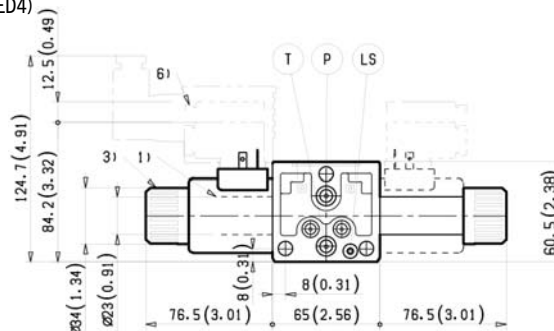 ED4)
12.5(0.49)
T P LS
6)
124.7(4.91)
84.2(3.32)
3) 1)
60.5(2.38)
Ø34(1.34)
Ø23(0.91)
8(0.31)
8(0.31)
76.5(3.01) 65(2.56) 76.5(3.01)